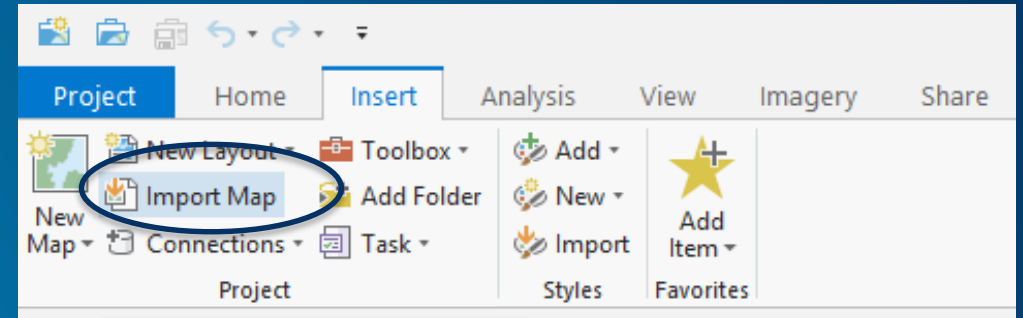 Project Home Insert Analysis View Imagery Share
New Layout Toolbox Add
Import Map Add Folder New
New
Map Connections Task Import
Add
Item
Project Styles Favorites